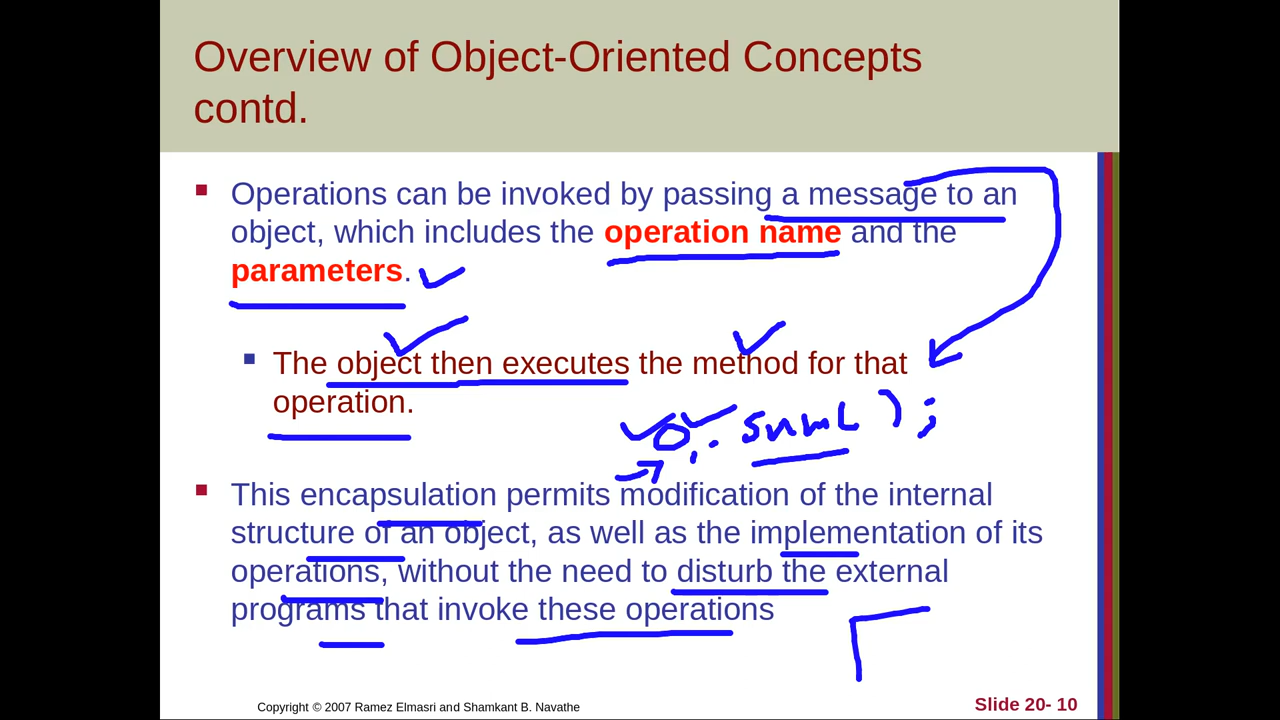 Overview of Object-Oriented Concepts
contd.
Operations can be invoked by passing a message to an
object, which includes the operation name and the
parameters.
The object then executes the method for that
operation.
This encapsulation permits modification of the internal
structure of an object, as well as the implementation of its
operations, without the need to disturb the external
programs that invoke these operations
Copyright © 2007 Ramez Elmasri and Shamkant B. Navathe
Slide 20- 10